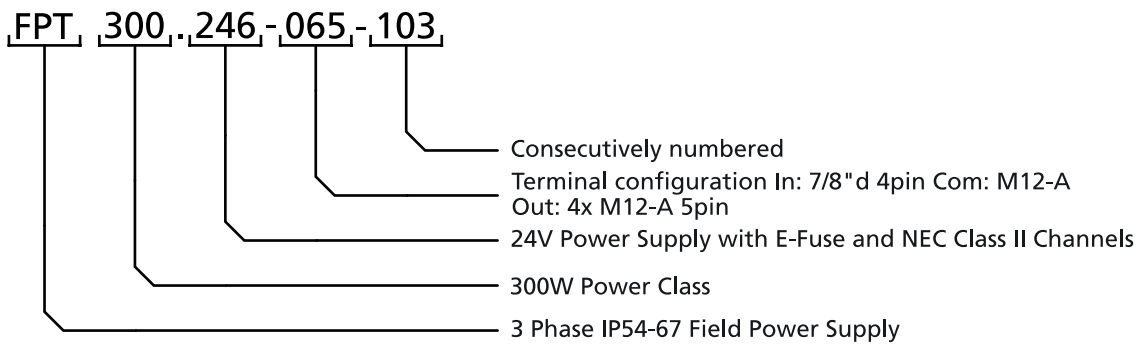 FPT 300.246-065-103
Consecutively numbered
Terminal configuration In: 7/8"d 4pin Com: M12-A
Out: 4x M12-A 5pin
24V Power Supply with E-Fuse and NEC Class II Channels
300W Power Class
3 Phase IP54-67 Field Power Supply